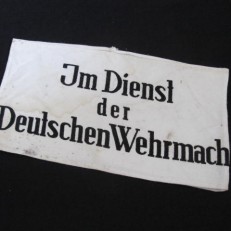 Im Dienst
der
Deutschen Wehrmach